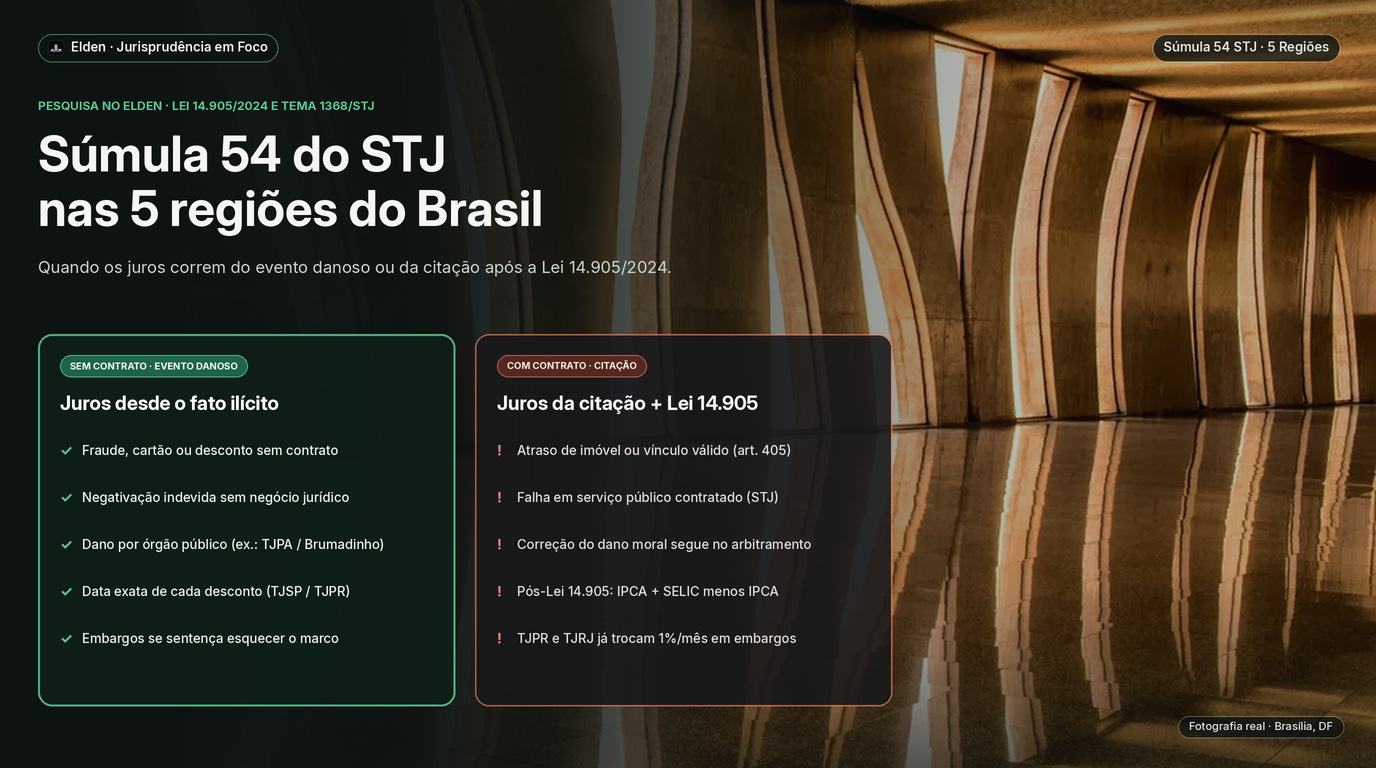 Elden · Jurisprudência em Foco
Súmula 54 STJ · 5 Regiões
PESQUISA NO ELDEN · LEI 14.905/2024 E TEMA 1368/STJ
Súmula 54 do STJ
nas 5 regiões do Brasil
Quando os juros correm do evento danoso ou da citação após a Lei 14.905/2024.
SEM CONTRATO · EVENTO DANOSO
Juros desde o fato ilícito
✓ Fraude, cartão ou desconto sem contrato
✓ Negativação indevida sem negócio jurídico
✓ Dano por órgão público (ex.: TJPA / Brumadinho)
✓ Data exata de cada desconto (TJSP / TJPR)
✓ Embargos se sentença esquecer o marco
COM CONTRATO · CITAÇÃO
Juros da citação + Lei 14.905
! Atraso de imóvel ou vínculo válido (art. 405)
! Falha em serviço público contratado (STJ)
! Correção do dano moral segue no arbitramento
! Pós-Lei 14.905: IPCA + SELIC menos IPCA
! TJPR e TJRJ já trocam 1%/mês em embargos
Fotografia real · Brasília, DF